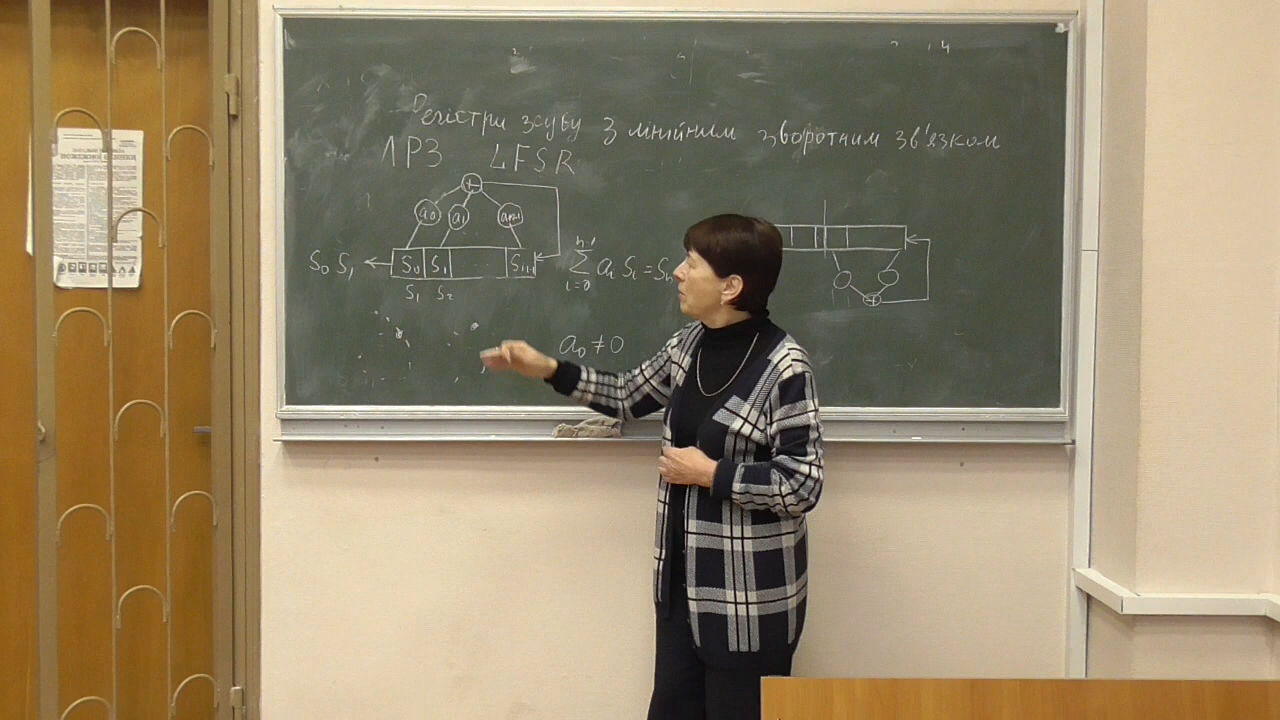 Регістри зсуву з лінійним зворотним зв'язком
ЛРЗ LFSR
+
a₀ a₁ aₙ₋₁
S₀ S₁ ← S₀ S₁ Sₙ₋₁
S₁ S₂
n-1
∑ aᵢ Sᵢ = Sₙ
i=0
a₀ ≠ 0
+